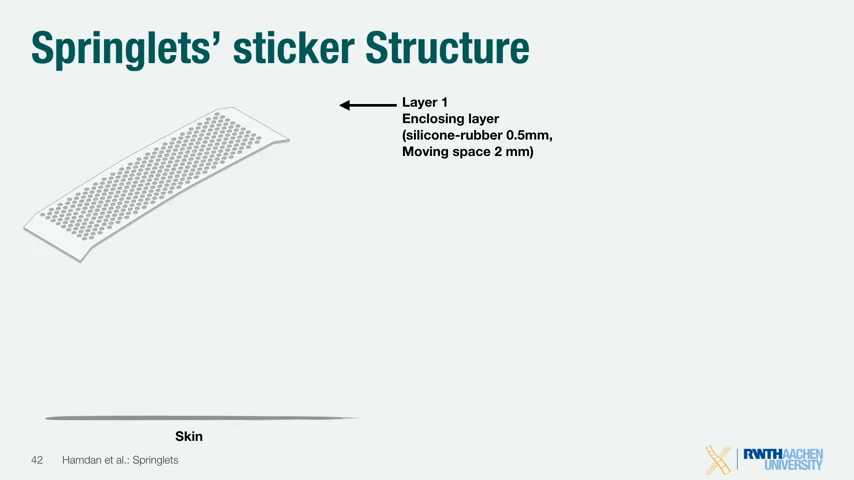 Springlets’ sticker Structure
Layer 1
Enclosing layer
(silicone-rubber 0.5mm,
Moving space 2 mm)
Skin
42 Hamdan et al.: Springlets
RWTHAACHEN
UNIVERSITY